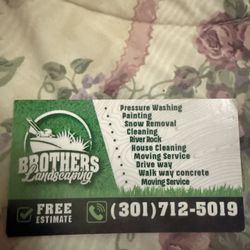 Pressure Washing
Painting
Snow Removal
Cleaning
River Rock
House Cleaning
Moving Service
Drive way
Walk way concrete
Moving Service
BROTHERS
Landscaping
FREE
ESTIMATE
(301)712-5019